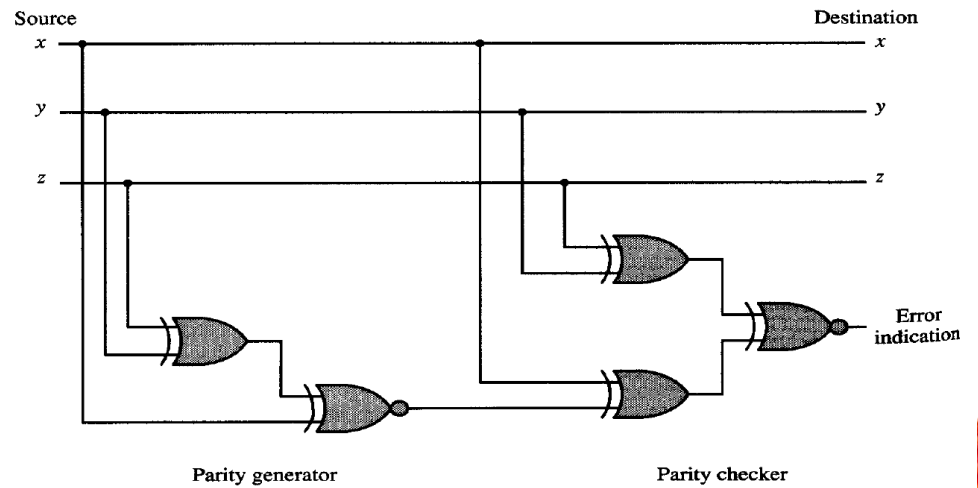 Source
Destination
x
x
y
y
z
z
Error
indication
Parity generator
Parity checker